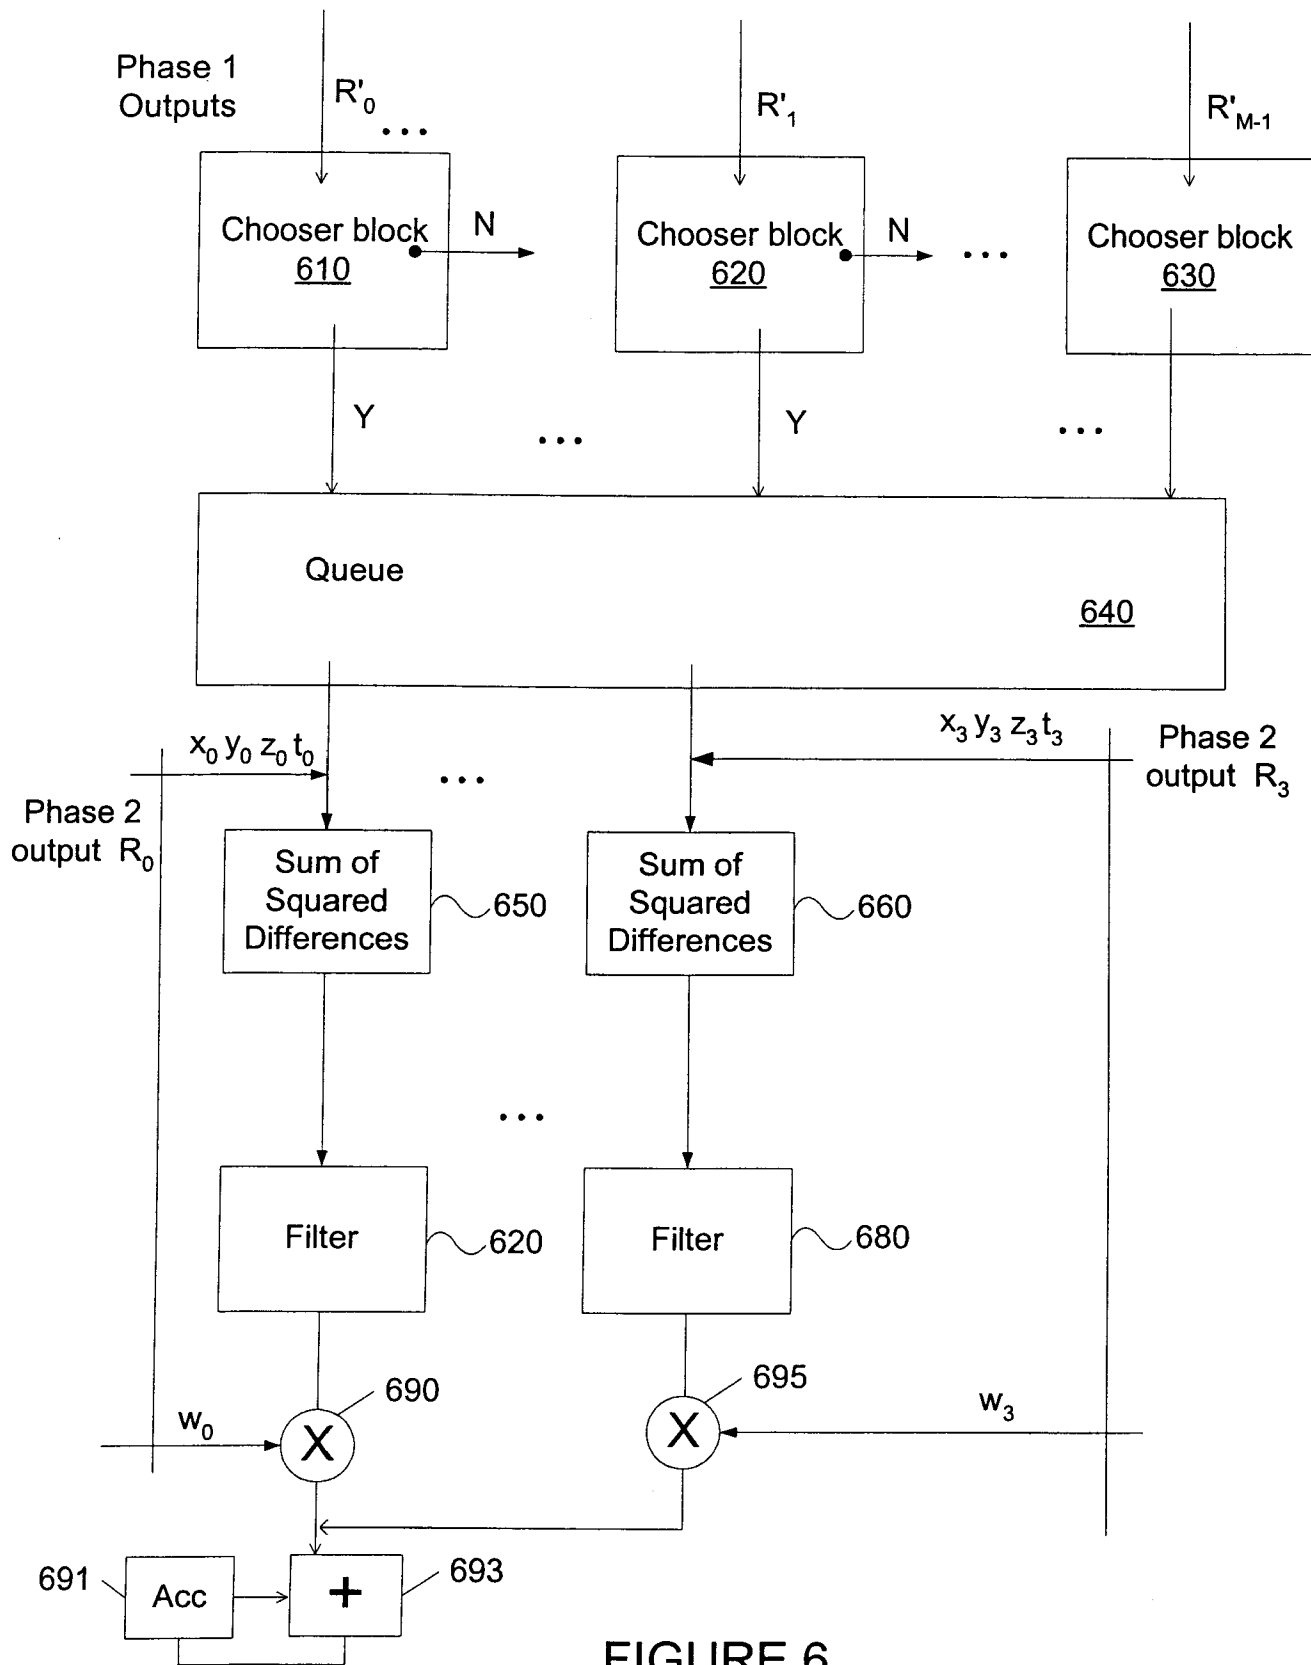 Phase 1
Outputs
R'0
R'1
R'M-1
...
Chooser block
610
N
Chooser block
620
N
...
Chooser block
630
Y
...
Y
...
Queue
640
x0 y0 z0 t0
...
x3 y3 z3 t3
Phase 2
output R3
Phase 2
output R0
Sum of
Squared
Differences
650
Sum of
Squared
Differences
660
...
Filter
620
Filter
680
690
695
w0
X
X
w3
691
Acc
+
693
FIGURE 6